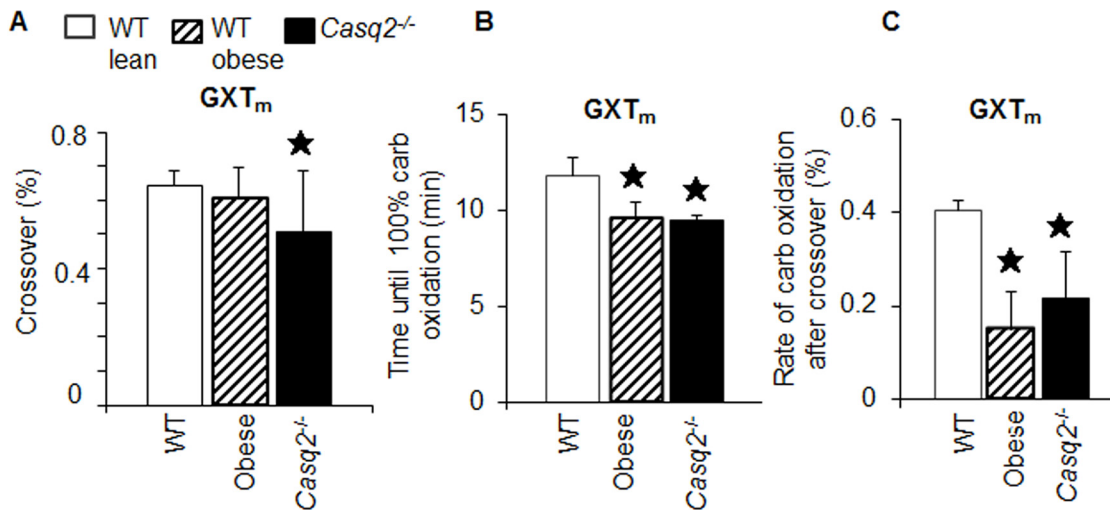 A
WT
lean
WT
obese
Casq2-/-
GXTm
Crossover (%)
0.8
0.4
0
WT
Obese
Casq2-/-
B
GXTm
Time until 100% carb
oxidation (min)
15
10
5
0
WT
Obese
Casq2-/-
C
GXTm
Rate of carb oxidation
after crossover (%)
0.6
0.4
0.2
0
WT
Obese
Casq2-/-